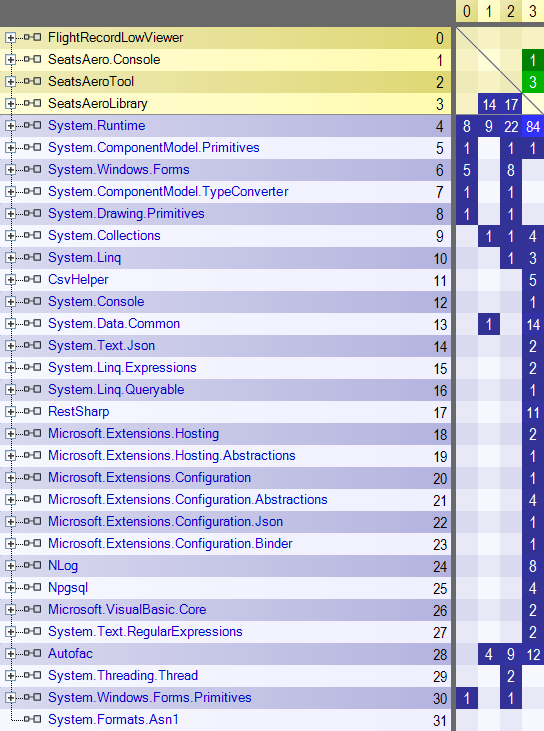 0 1 2 3
FlightRecordLowViewer 0
SeatsAero.Console 1 1
SeatsAeroTool 2 3
SeatsAeroLibrary 3 14 17
System.Runtime 4 8 9 22 84
System.ComponentModel.Primitives 5 1 1 1
System.Windows.Forms 6 5 8
System.ComponentModel.TypeConverter 7 1 1
System.Drawing.Primitives 8 1 1
System.Collections 9 1 1 4
System.Linq 10 1 3
CsvHelper 11 5
System.Console 12 1
System.Data.Common 13 1 14
System.Text.Json 14 2
System.Linq.Expressions 15 2
System.Linq.Queryable 16 1
RestSharp 17 11
Microsoft.Extensions.Hosting 18 2
Microsoft.Extensions.Hosting.Abstractions 19 1
Microsoft.Extensions.Configuration 20 1
Microsoft.Extensions.Configuration.Abstractions 21 4
Microsoft.Extensions.Configuration.Json 22 1
Microsoft.Extensions.Configuration.Binder 23 1
NLog 24 8
Npgsql 25 4
Microsoft.VisualBasic.Core 26 2
System.Text.RegularExpressions 27 2
Autofac 28 4 9 12
System.Threading.Thread 29 2
System.Windows.Forms.Primitives 30 1 1
System.Formats.Asn1 31